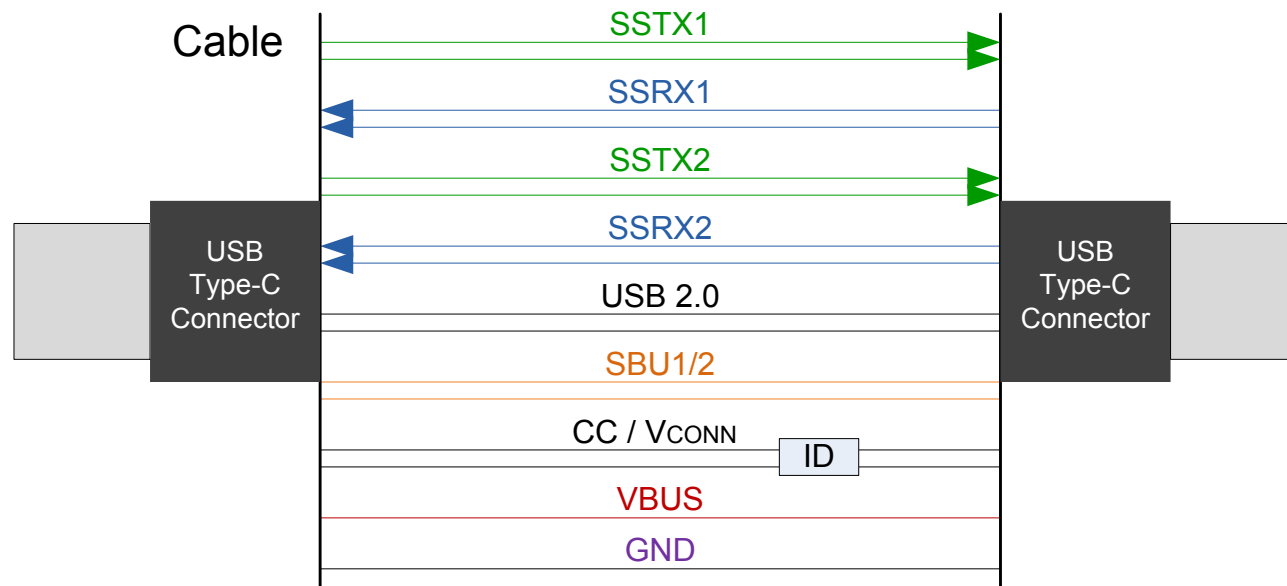 Cable
SSTX1
SSRX1
SSTX2
SSRX2
USB 2.0
SBU1/2
CC / VCONN
ID
VBUS
GND
USB
Type-C
Connector
USB
Type-C
Connector